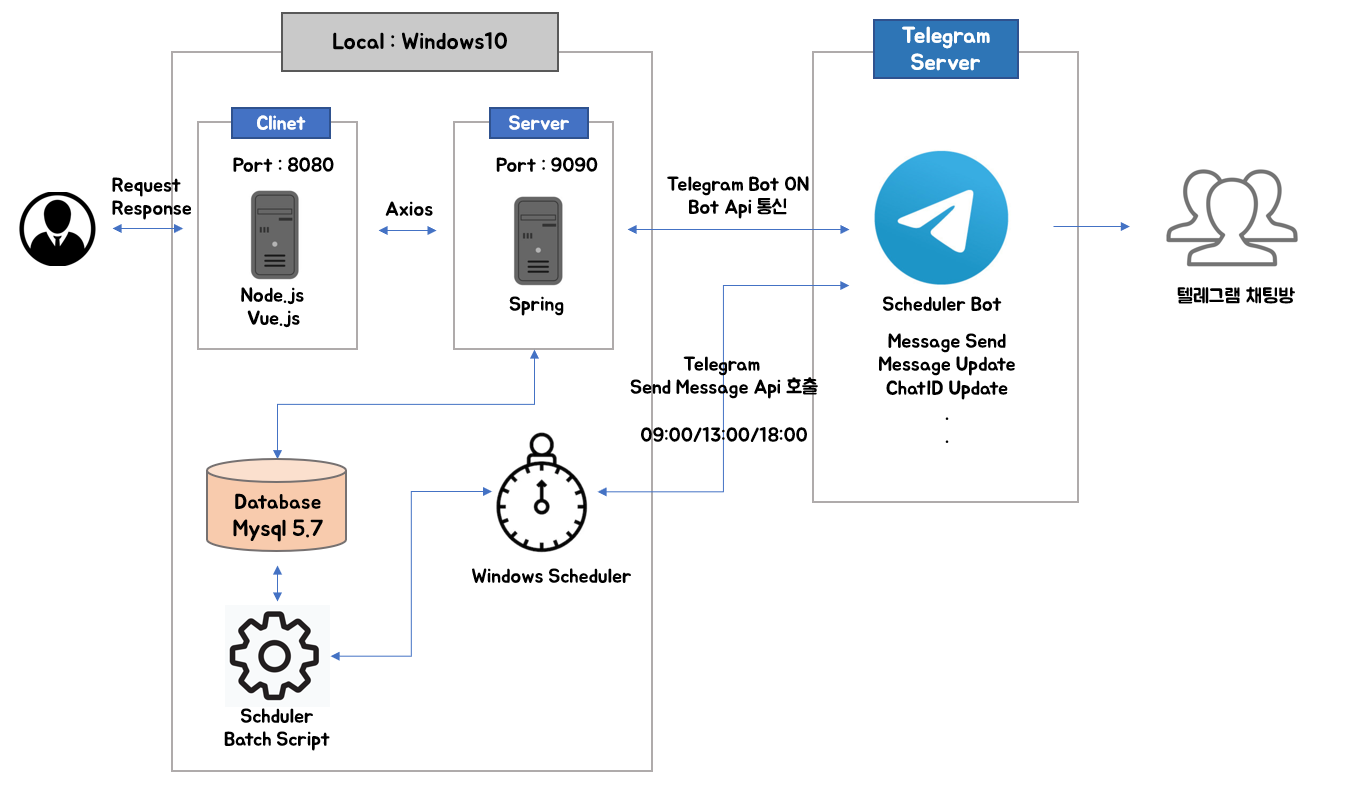 Local : Windows10
Telegram
Server
Clinet
Server
Port : 8080
Port : 9090
Request
Response
Axios
Telegram Bot ON
Bot Api 통신
Node.js
Vue.js
Spring
Scheduler Bot
텔레그램 채팅방
Message Send
Message Update
ChatID Update
.
.
Telegram
Send Message Api 호출
09:00/13:00/18:00
Database
Mysql 5.7
Windows Scheduler
Schduler
Batch Script